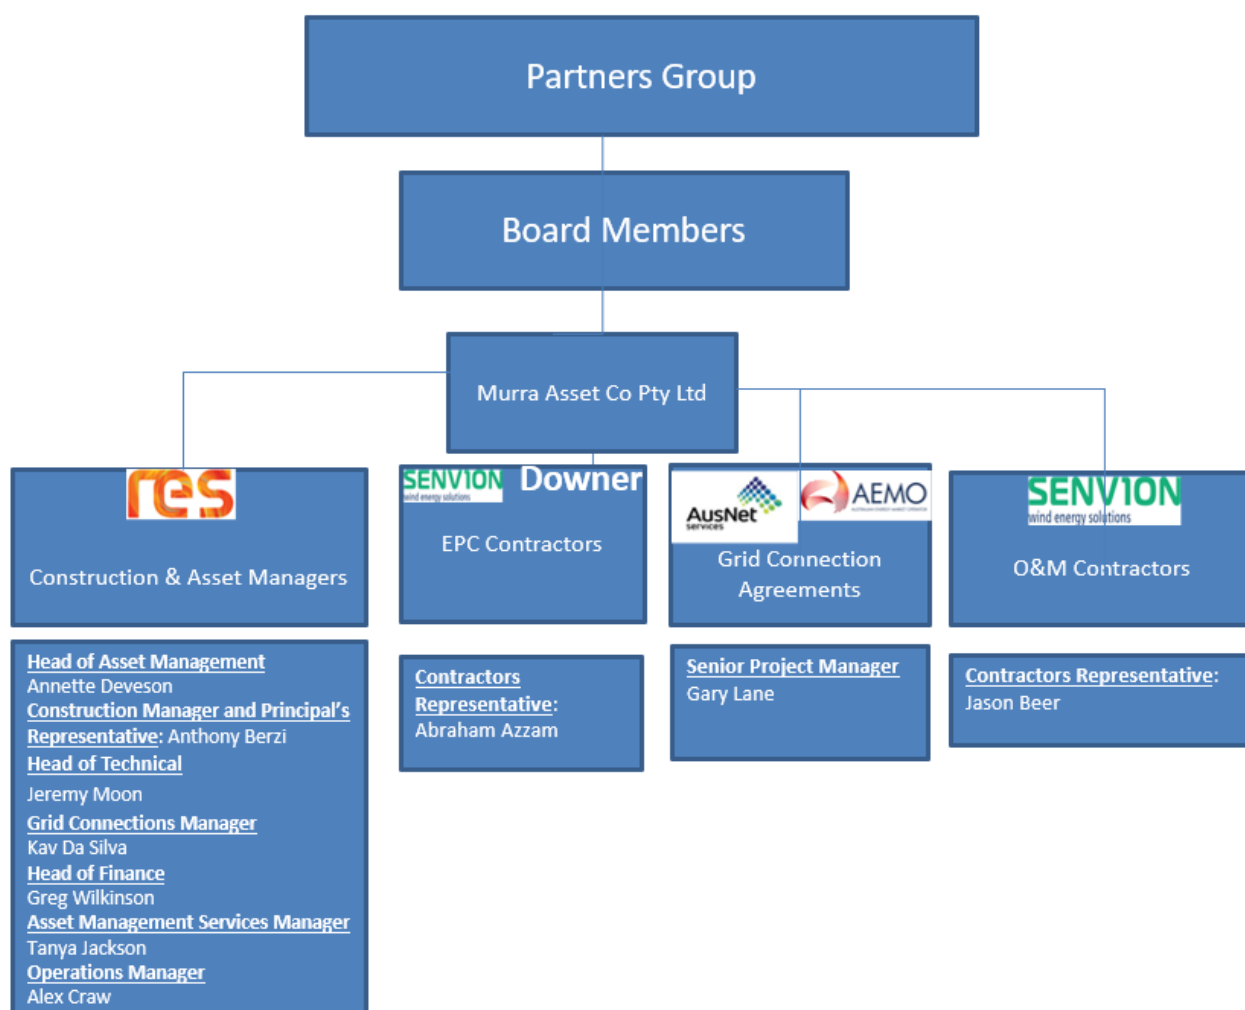 Partners Group
Board Members
Murra Asset Co Pty Ltd
res
Construction & Asset Managers
Head of Asset Management
Annette Deveson
Construction Manager and Principal's
Representative: Anthony Berzi
Head of Technical
Jeremy Moon
Grid Connections Manager
Kav Da Silva
Head of Finance
Greg Wilkinson
Asset Management Services Manager
Tanya Jackson
Operations Manager
Alex Craw
SENVION
wind energy solutions
Downer
EPC Contractors
Contractors
Representative:
Abraham Azzam
AusNet
services
AEMO
AUSTRALIAN ENERGY MARKET OPERATOR
Grid Connection
Agreements
Senior Project Manager
Gary Lane
SENVION
wind energy solutions
O&M Contractors
Contractors Representative:
Jason Beer